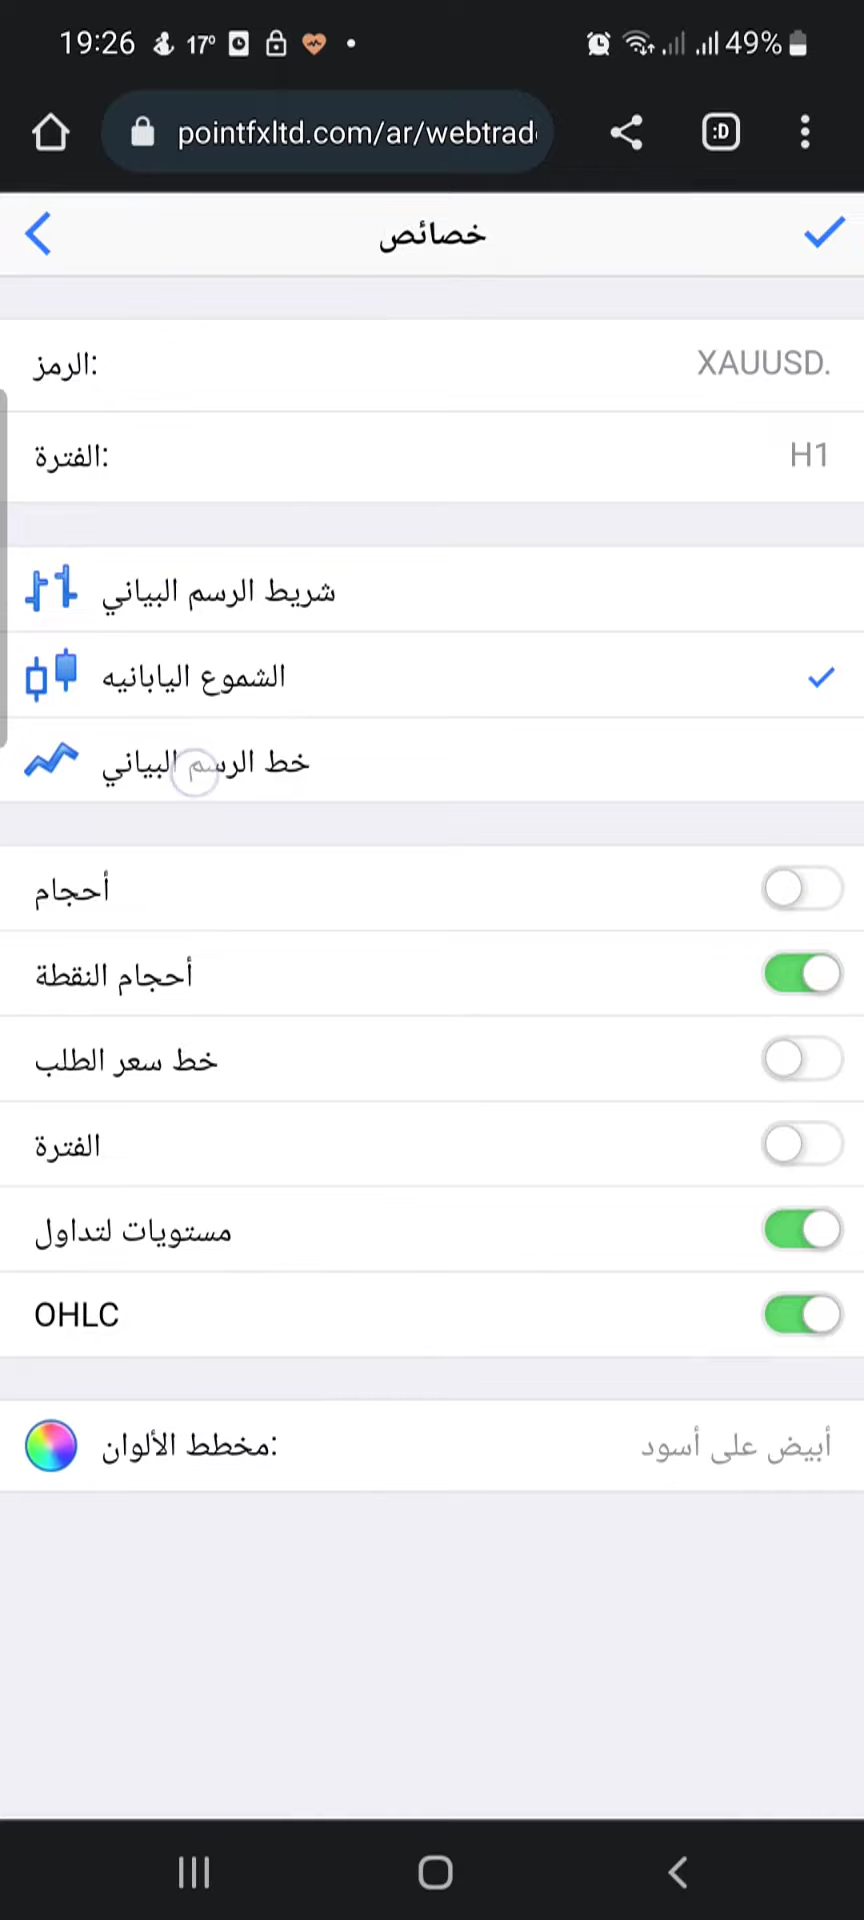 19:26 17° 49%
pointfxltd.com/ar/webtrad
:D
خصائص
الرمز: XAUUSD.
الفترة: H1
شريط الرسم البياني
الشموع اليابانيه
خط الرسم البياني
أحجام
أحجام النقطة
خط سعر الطلب
الفترة
مستويات لتداول
OHLC
مخطط الألوان: أبيض على أسود